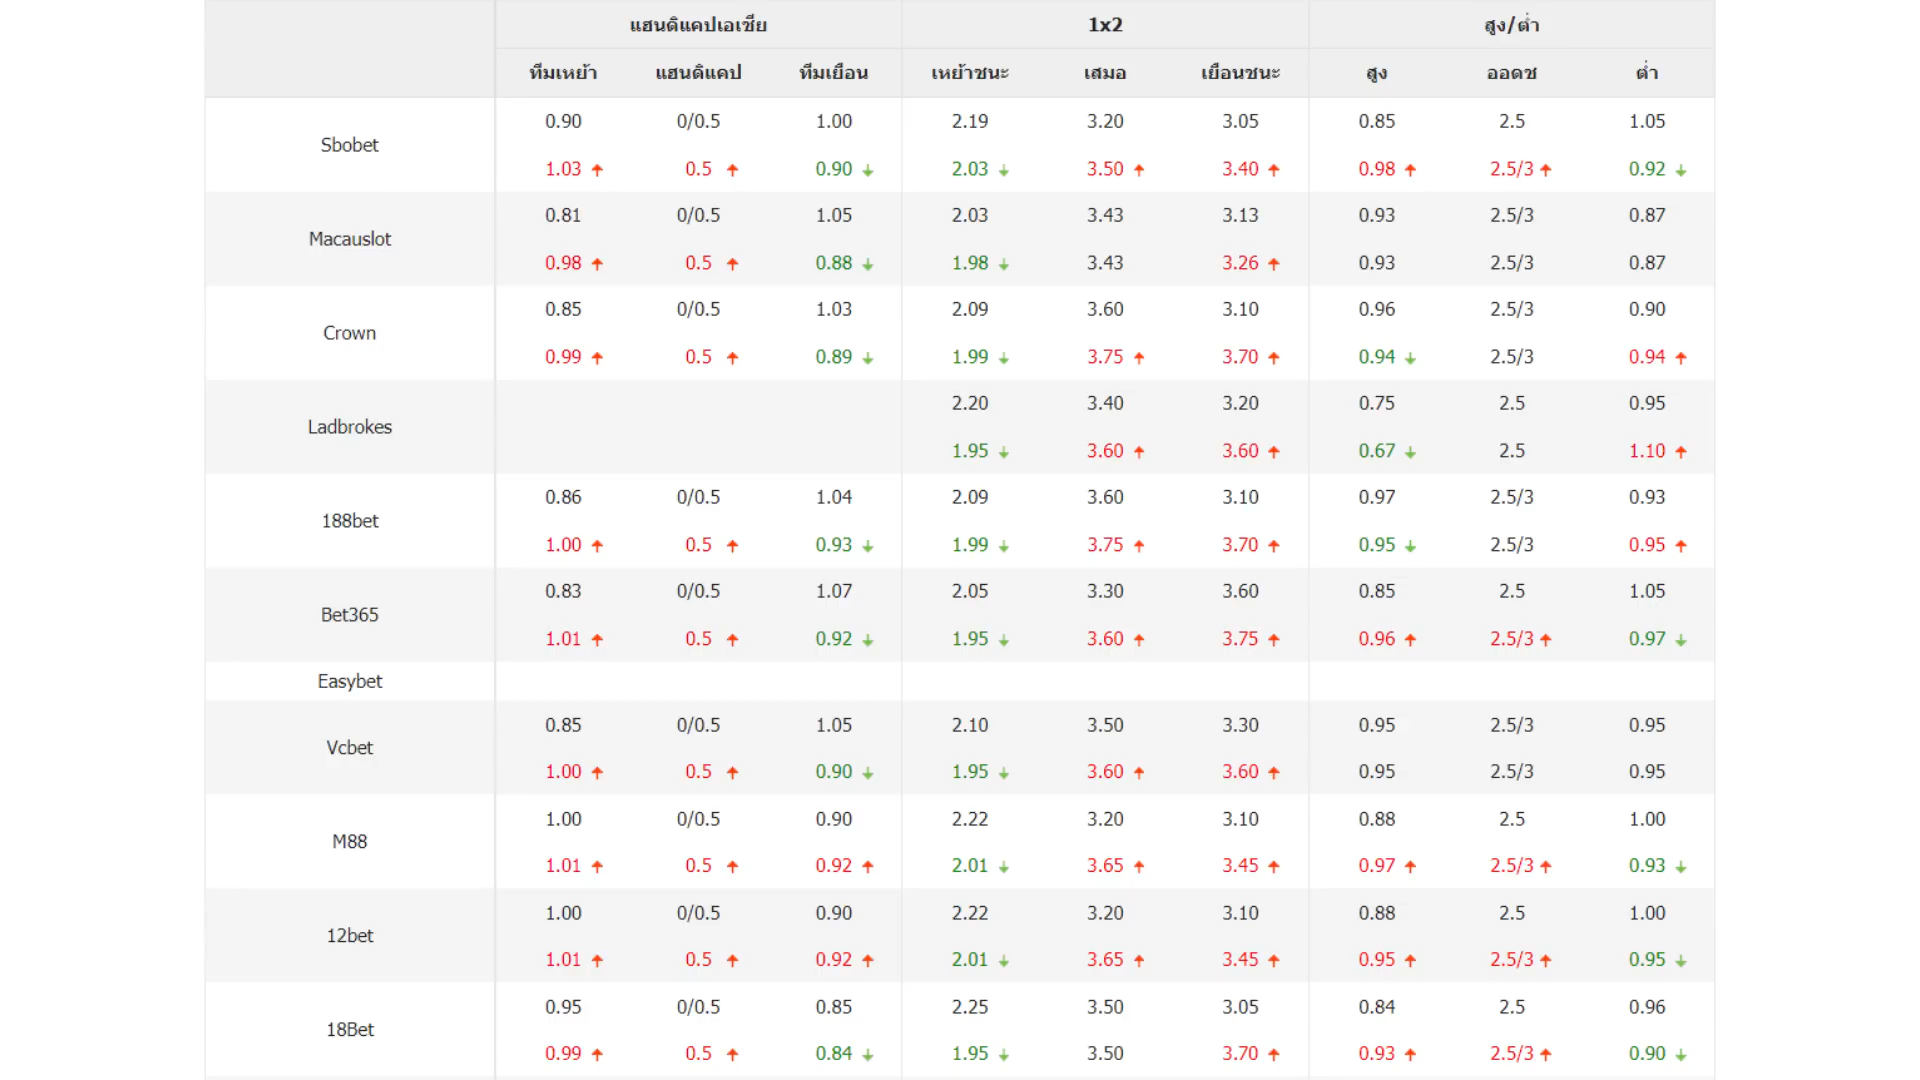 แฮนดิแคปเอเชีย 1x2 สูง/ต่ำ
ทีมเหย้า แฮนดิแคป ทีมเยือน เหย้าชนะ เสมอ เยือนชนะ สูง ออดซ ต่ำ
0.90 0/0.5 1.00 2.19 3.20 3.05 0.85 2.5 1.05
Sbobet
1.03 0.5 0.90 2.03 3.50 3.40 0.98 2.5/3 0.92
0.81 0/0.5 1.05 2.03 3.43 3.13 0.93 2.5/3 0.87
Macauslot
0.98 0.5 0.88 1.98 3.43 3.26 0.93 2.5/3 0.87
0.85 0/0.5 1.03 2.09 3.60 3.10 0.96 2.5/3 0.90
Crown
0.99 0.5 0.89 1.99 3.75 3.70 0.94 2.5/3 0.94
2.20 3.40 3.20 0.75 2.5 0.95
Ladbrokes
1.95 3.60 3.60 0.67 2.5 1.10
0.86 0/0.5 1.04 2.09 3.60 3.10 0.97 2.5/3 0.93
188bet
1.00 0.5 0.93 1.99 3.75 3.70 0.95 2.5/3 0.95
0.83 0/0.5 1.07 2.05 3.30 3.60 0.85 2.5 1.05
Bet365
1.01 0.5 0.92 1.95 3.60 3.75 0.96 2.5/3 0.97
Easybet
0.85 0/0.5 1.05 2.10 3.50 3.30 0.95 2.5/3 0.95
Vcbet
1.00 0.5 0.90 1.95 3.60 3.60 0.95 2.5/3 0.95
1.00 0/0.5 0.90 2.22 3.20 3.10 0.88 2.5 1.00
M88
1.01 0.5 0.92 2.01 3.65 3.45 0.97 2.5/3 0.93
1.00 0/0.5 0.90 2.22 3.20 3.10 0.88 2.5 1.00
12bet
1.01 0.5 0.92 2.01 3.65 3.45 0.95 2.5/3 0.95
0.95 0/0.5 0.85 2.25 3.50 3.05 0.84 2.5 0.96
18Bet
0.99 0.5 0.84 1.95 3.50 3.70 0.93 2.5/3 0.90